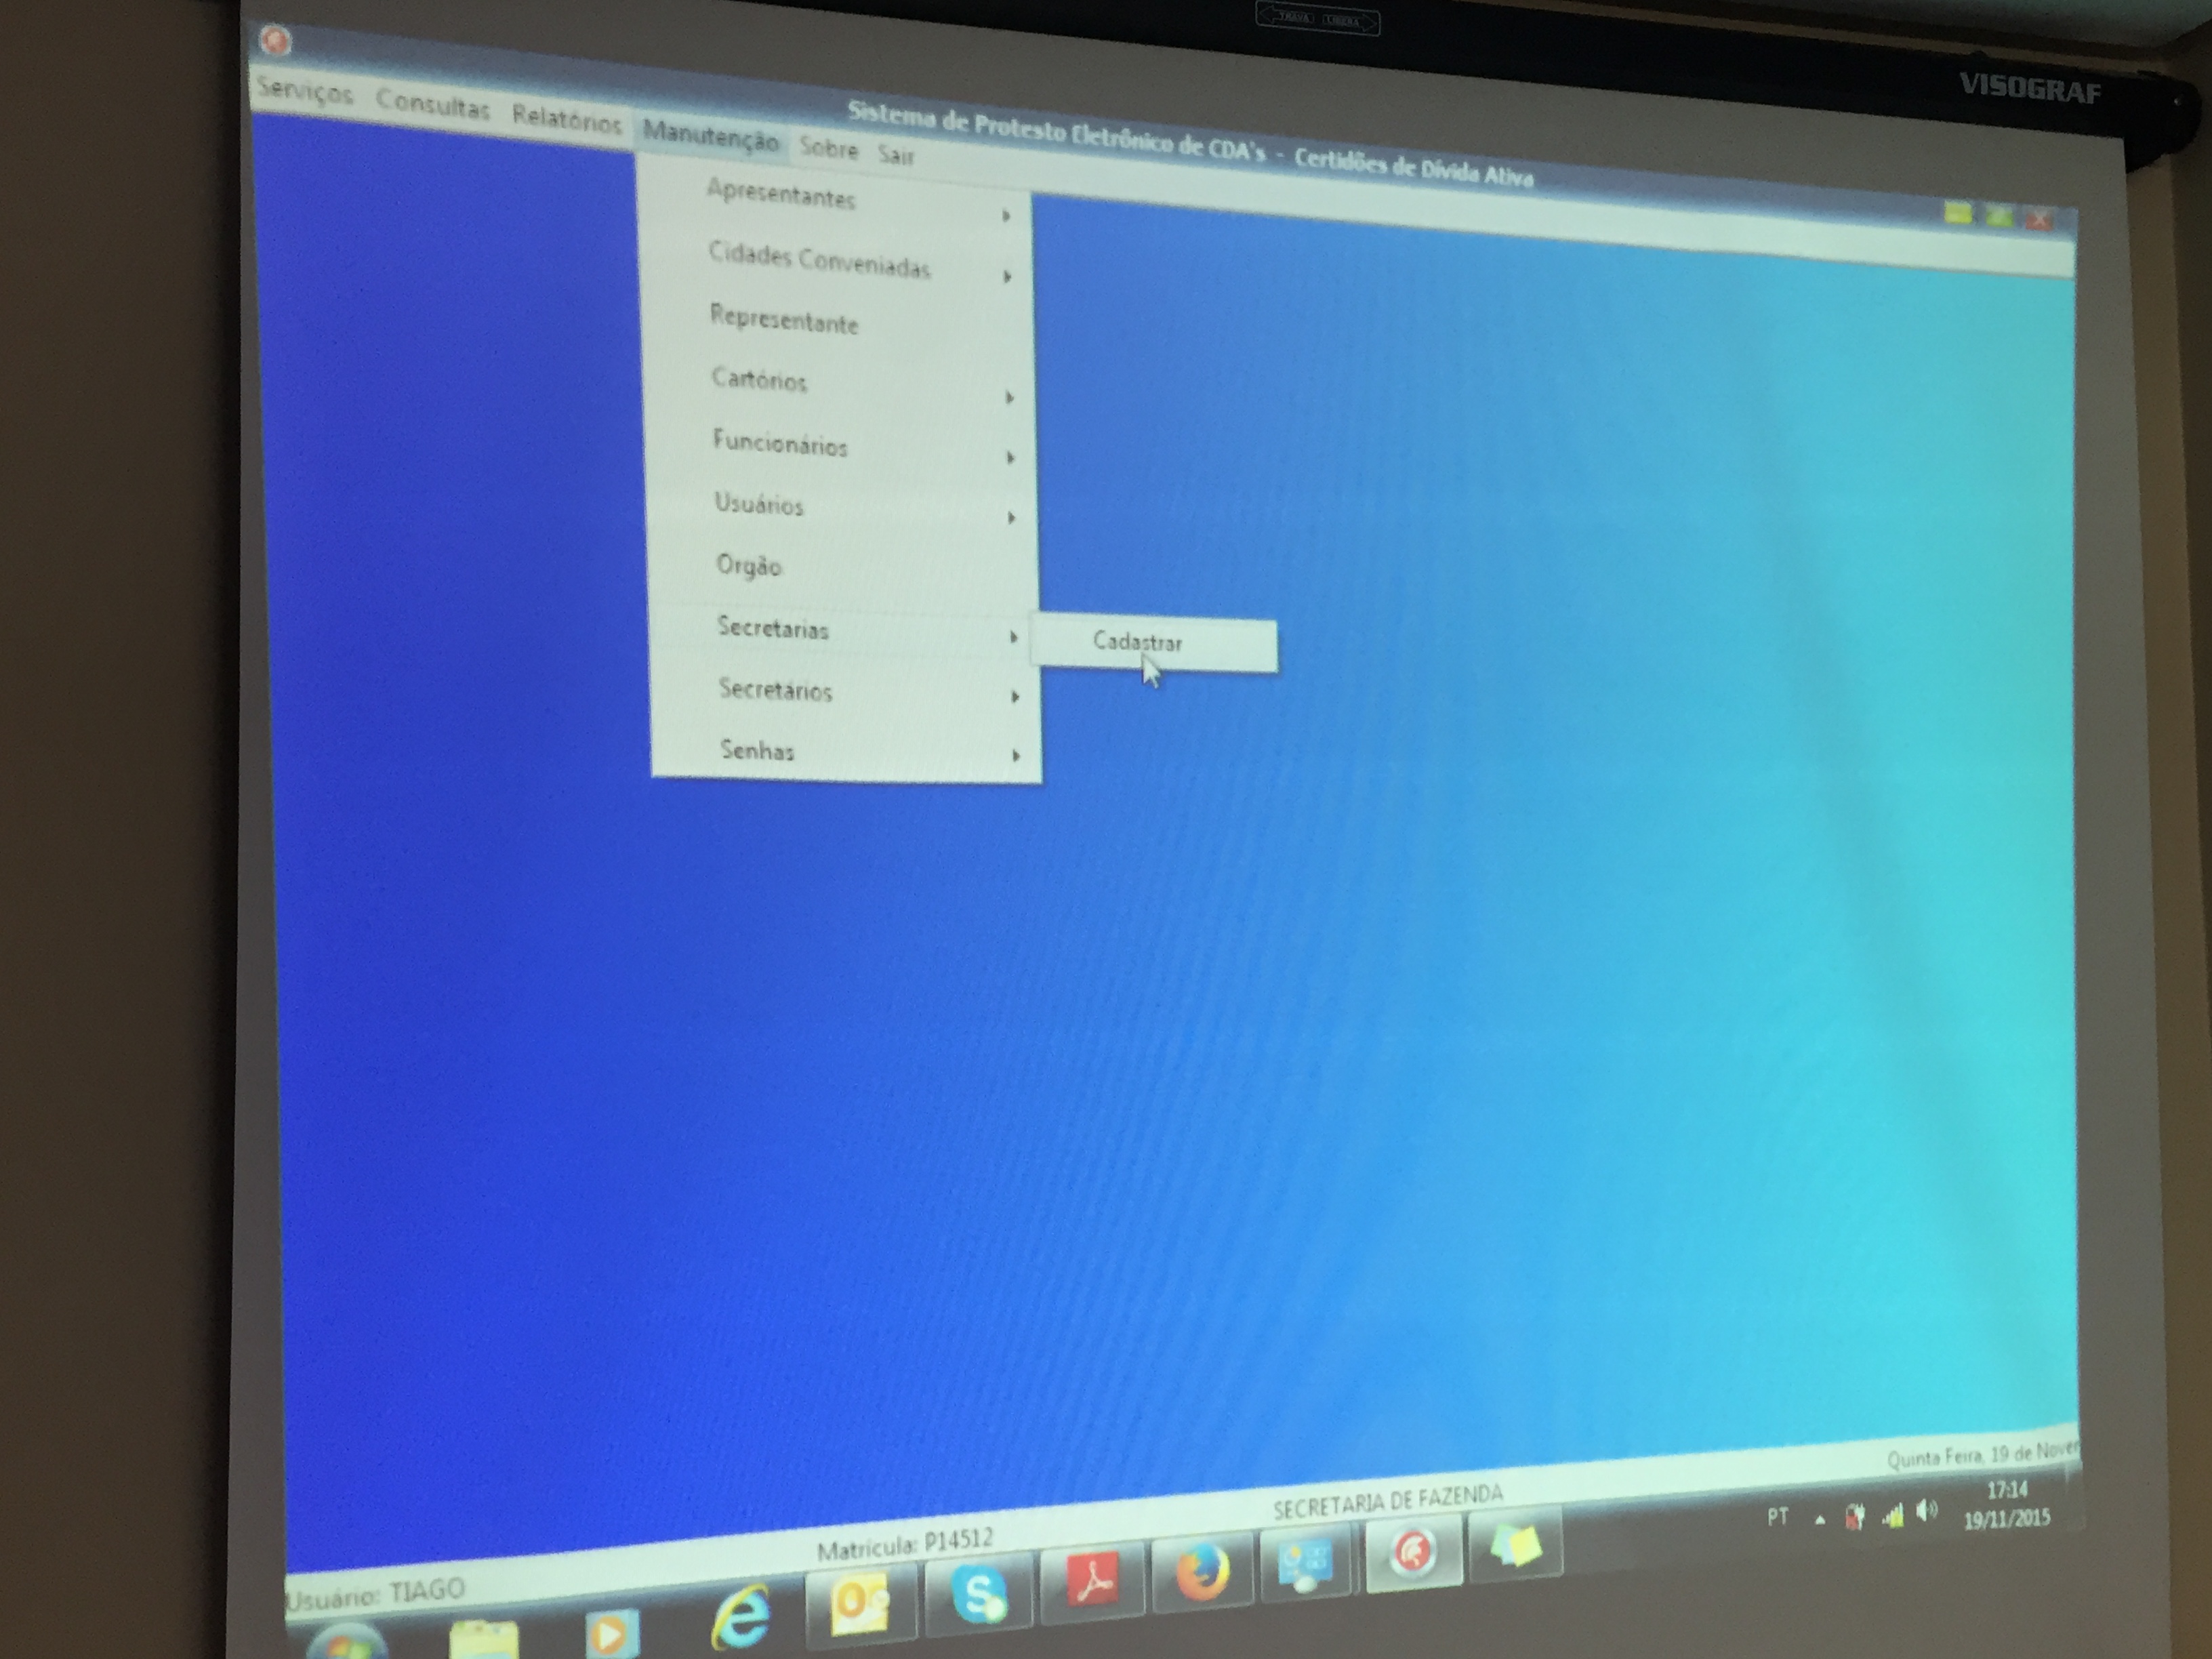 TRAVA LIBERA
VISOGRAF
Sistema de Protesto Eletrônico de CDA's - Certidões de Dívida Ativa
Serviços Consultas Relatórios Manutenção Sobre Sair
Apresentantes
Cidades Conveniadas
Representante
Cartórios
Funcionários
Usuários
Orgão
Secretarias
Cadastrar
Secretários
Senhas
Quinta Feira, 19 de Nove
Usuário: TIAGO Matricula: P14512 SECRETARIA DE FAZENDA
PT
17:14
19/11/2015